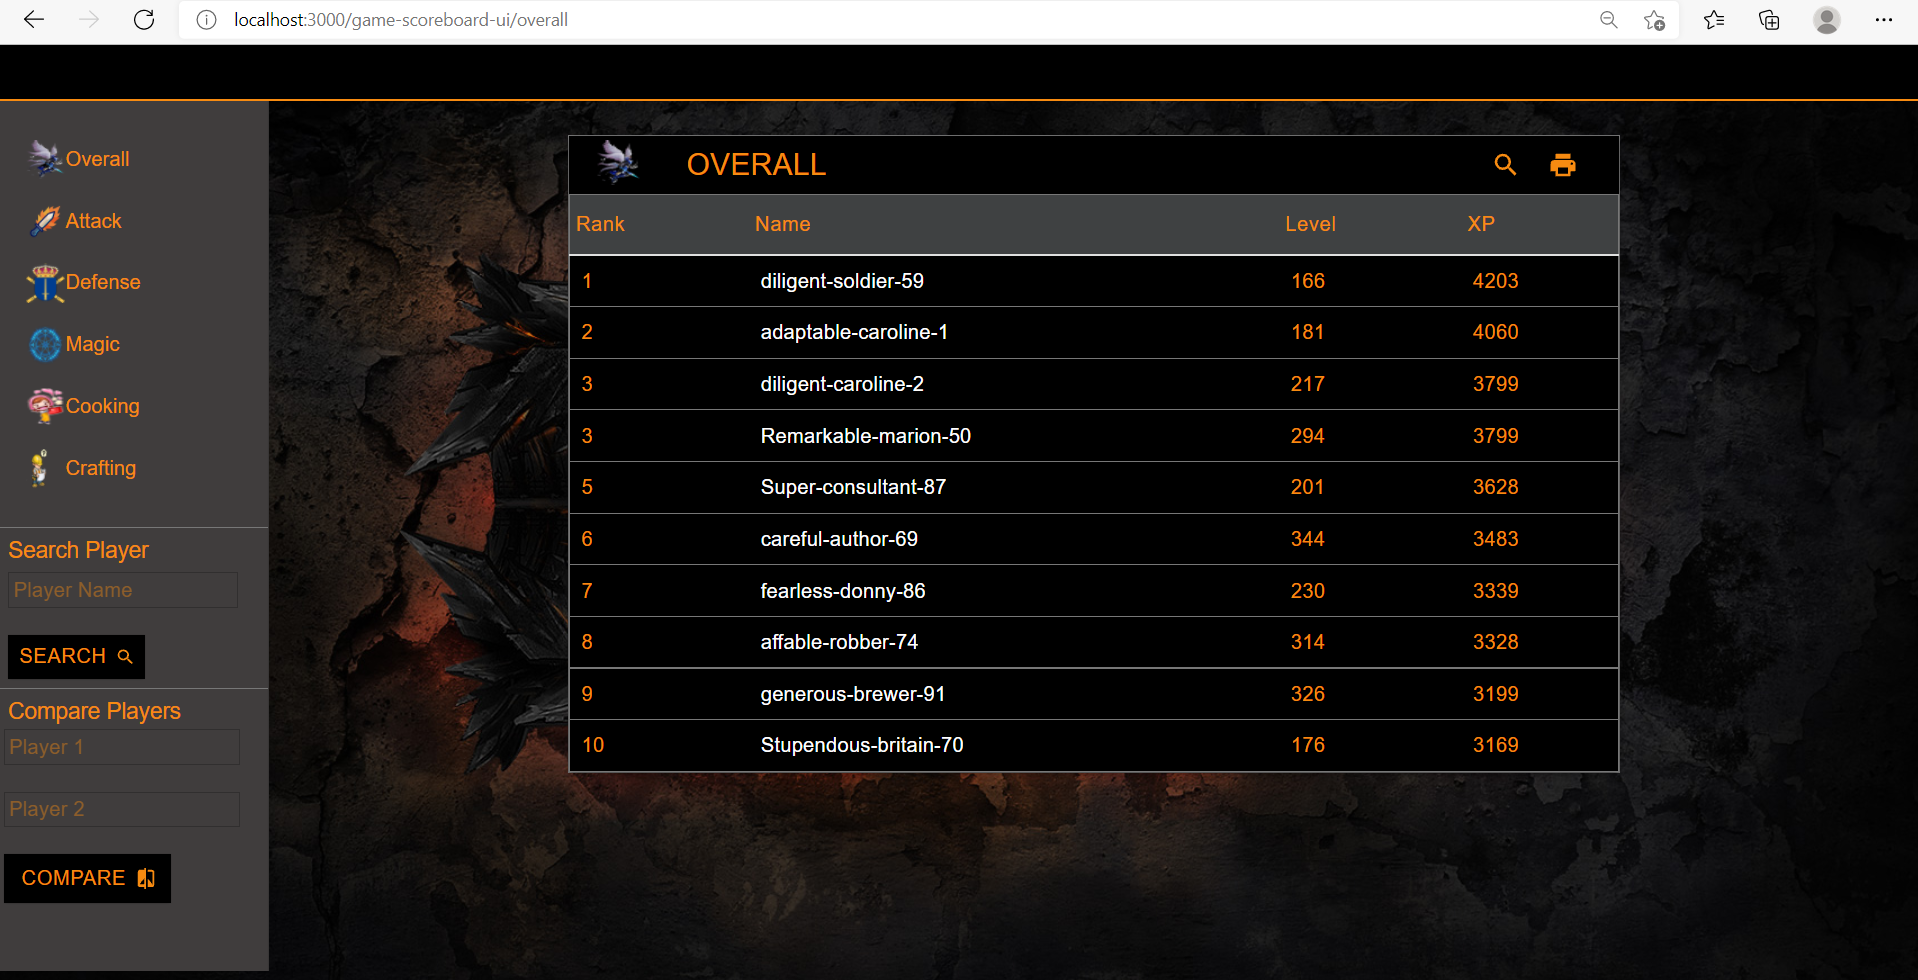 localhost:3000/game-scoreboard-ui/overall
Overall
Attack
Defense
Magic
Cooking
Crafting
Search Player
Player Name
SEARCH
Compare Players
Player 1
Player 2
COMPARE
OVERALL
Rank Name Level XP
1 diligent-soldier-59 166 4203
2 adaptable-caroline-1 181 4060
3 diligent-caroline-2 217 3799
3 Remarkable-marion-50 294 3799
5 Super-consultant-87 201 3628
6 careful-author-69 344 3483
7 fearless-donny-86 230 3339
8 affable-robber-74 314 3328
9 generous-brewer-91 326 3199
10 Stupendous-britain-70 176 3169